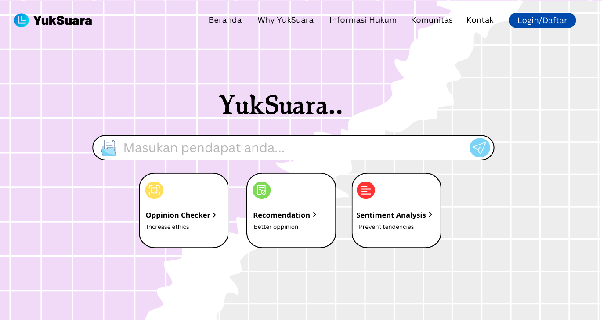 YukSuara
Beranda
Why YukSuara
Informasi Hukum
Komunitas
Kontak
Login/Daftar
YukSuara..
Masukan pendapat anda...
Oppinion Checker >
Increase ethics
Recomendation >
Better oppinion
Sentiment Analysis >
Prevent tendencies